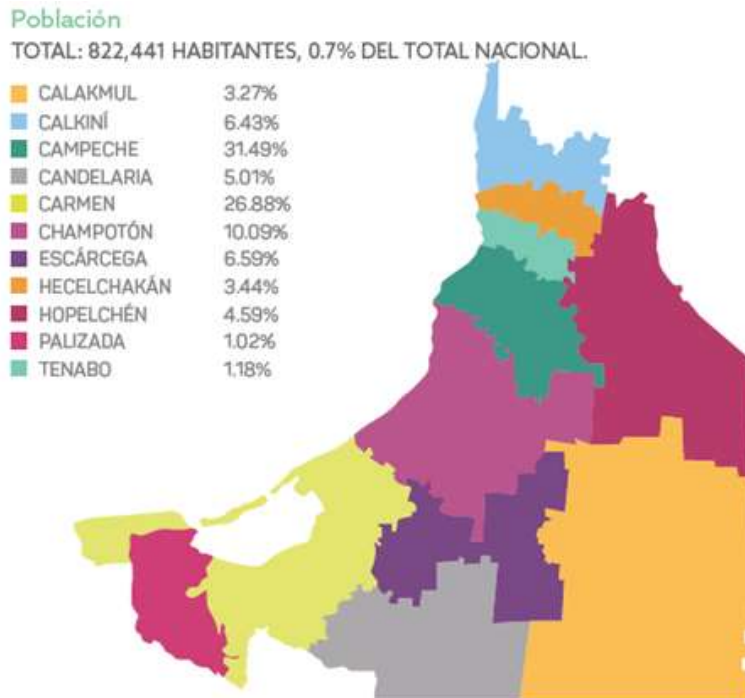 Población
TOTAL: 822,441 HABITANTES, 0.7% DEL TOTAL NACIONAL.
CALAKMUL 3.27%
CALKINÍ 6.43%
CAMPECHE 31.49%
CANDELARIA 5.01%
CARMEN 26.88%
CHAMPOTÓN 10.09%
ESCÁRCEGA 6.59%
HECELCHAKÁN 3.44%
HOPELCHÉN 4.59%
PALIZADA 1.02%
TENABO 1.18%